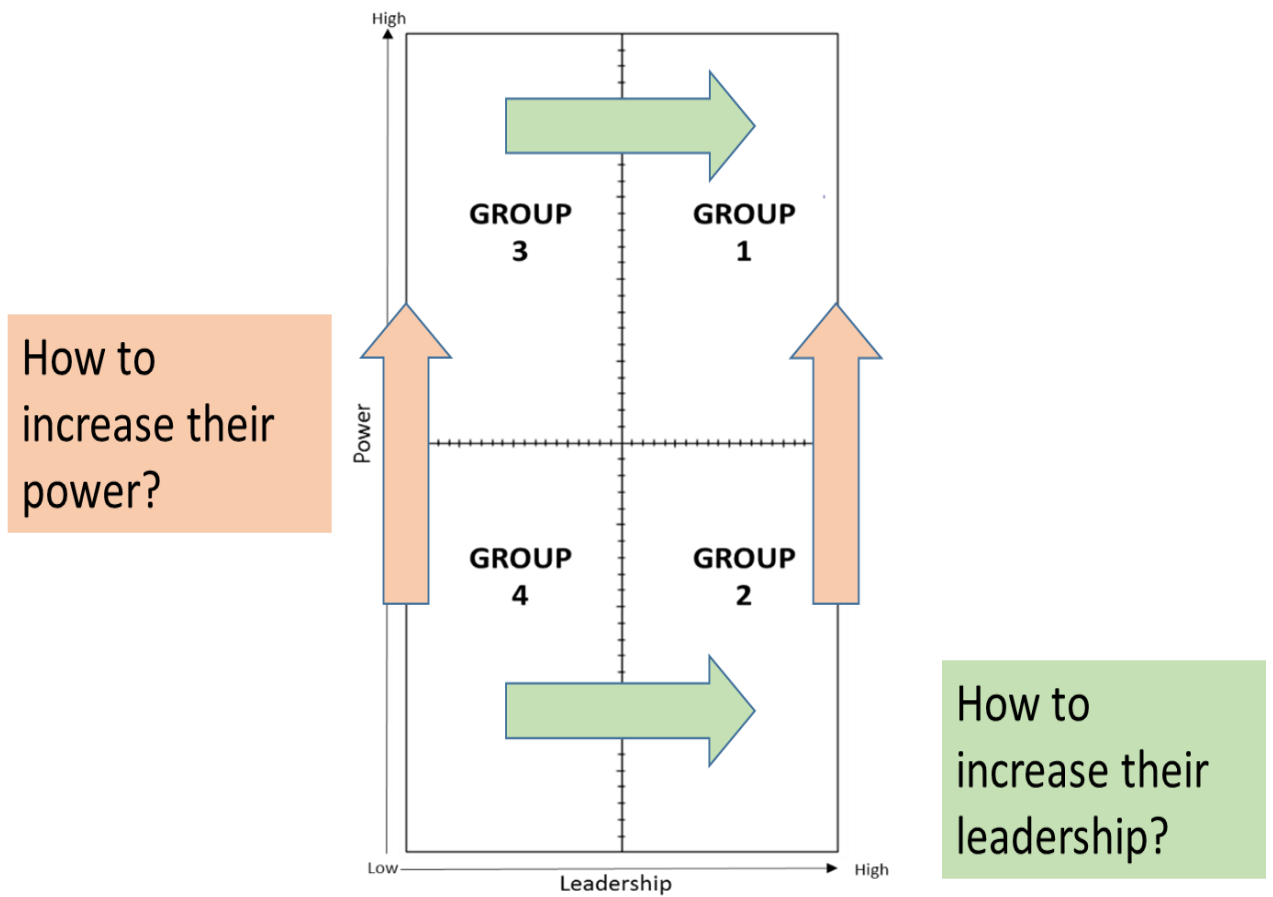 High
GROUP
3
GROUP
1
How to
increase their
power?
Power
GROUP
4
GROUP
2
How to
increase their
leadership?
Low
High
Leadership